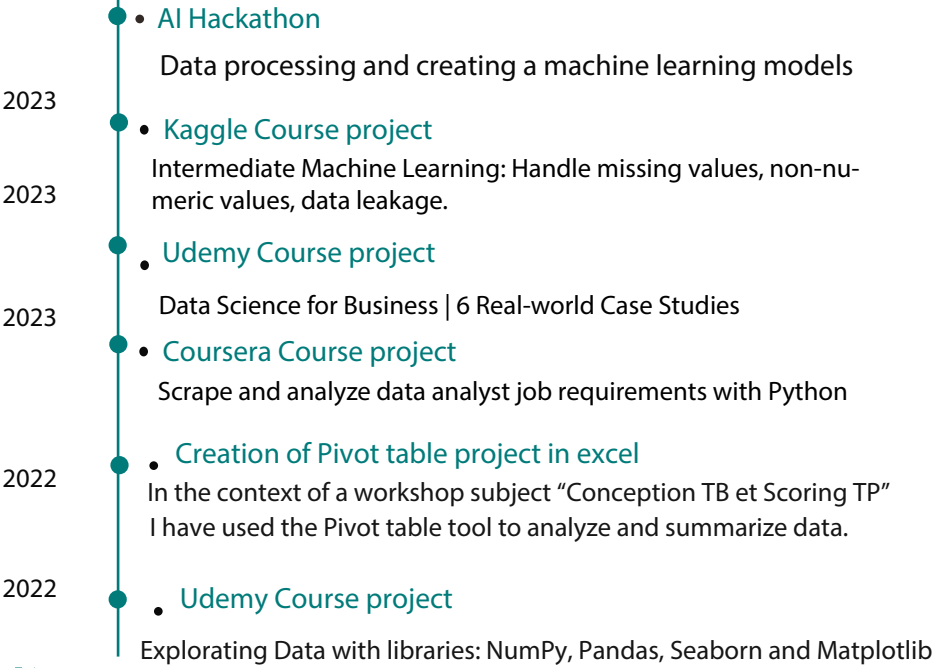 • AI Hackathon
Data processing and creating a machine learning models
2023
• Kaggle Course project
Intermediate Machine Learning: Handle missing values, non-nu-
2023
meric values, data leakage.
• Udemy Course project
Data Science for Business | 6 Real-world Case Studies
2023
• Coursera Course project
Scrape and analyze data analyst job requirements with Python
• Creation of Pivot table project in excel
2022
In the context of a workshop subject “Conception TB et Scoring TP”
I have used the Pivot table tool to analyze and summarize data.
2022
• Udemy Course project
Explorating Data with libraries: NumPy, Pandas, Seaborn and Matplotlib